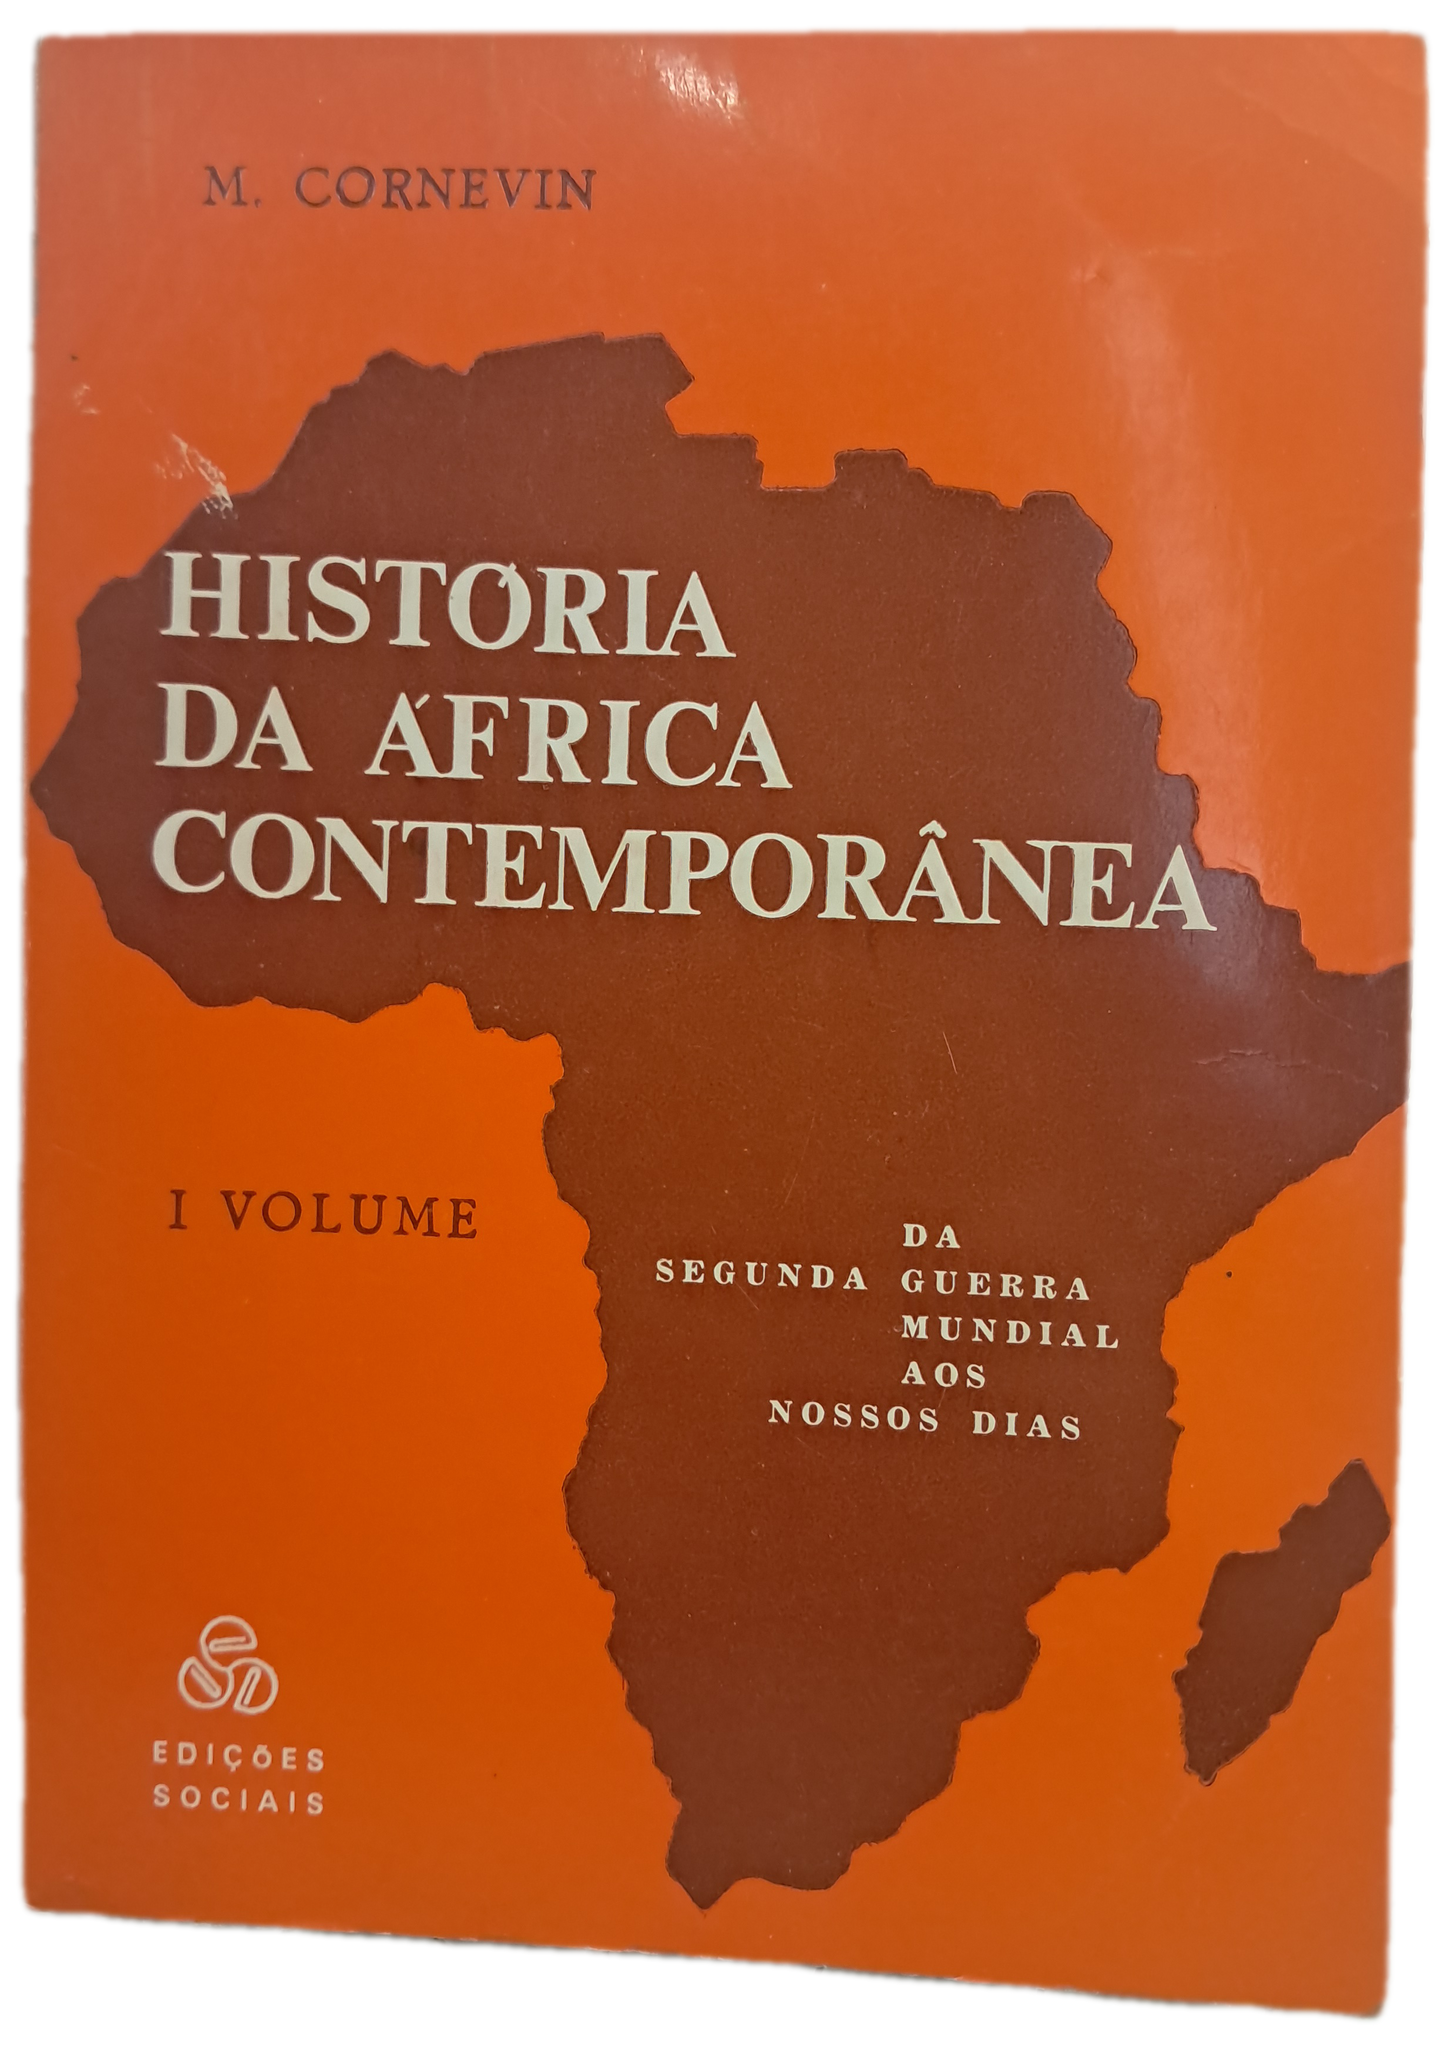 M. CORNEVIN
HISTÓRIA
DA ÁFRICA
CONTEMPORÂNEA
I VOLUME
DA
SEGUNDA GUERRA
MUNDIAL
AOS
NOSSOS DIAS
EDIÇÕES
SOCIAIS